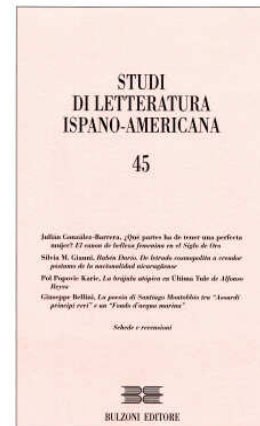 STUDI
DI LETTERATURA
ISPANO-AMERICANA
45
Julián González-Barrera, ¿Qué partes ha de tener una perfecta
mujer? El canon de belleza femenina en el Siglo de Oro
Silvia M. Gianni, Rubén Darío. De letrado cosmopolita a creador
póstumo de la nacionalidad nicaragüense
Pol Popovic Karic, La brújula utópica en Última Tule de Alfonso
Reyes
Giuseppe Bellini, La poesia di Santiago Montobbio tra "Assurdi
principi veri" e un "Fondo d'acqua marina"
Schede e recensioni
BULZONI EDITORE